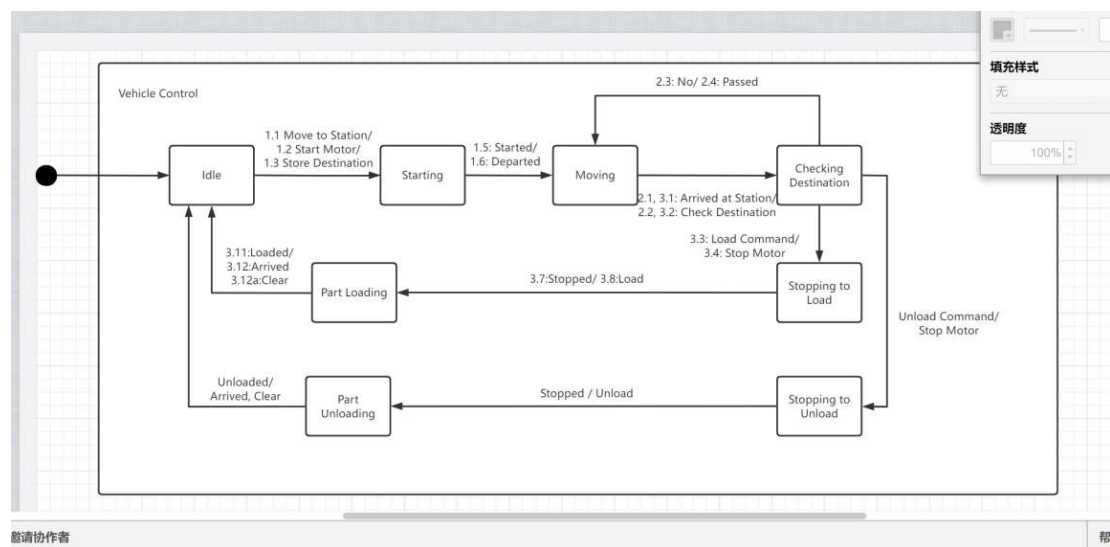 填充样式
无
透明度
100%
Vehicle Control
2.3: No/ 2.4: Passed
1.1 Move to Station/
1.2 Start Motor/
1.3 Store Destination
1.5: Started/
1.6: Departed
Idle
Starting
Moving
Checking
Destination
2.1, 3.1: Arrived at Station/
2.2, 3.2: Check Destination
3.3: Load Command/
3.4: Stop Motor
3.11:Loaded/
3.12:Arrived
3.12a:Clear
Part Loading
3.7:Stopped/ 3.8:Load
Stopping to
Load
Unload Command/
Stop Motor
Unloaded/
Arrived, Clear
Part
Unloading
Stopped / Unload
Stopping to
Unload
邀请协作者
帮